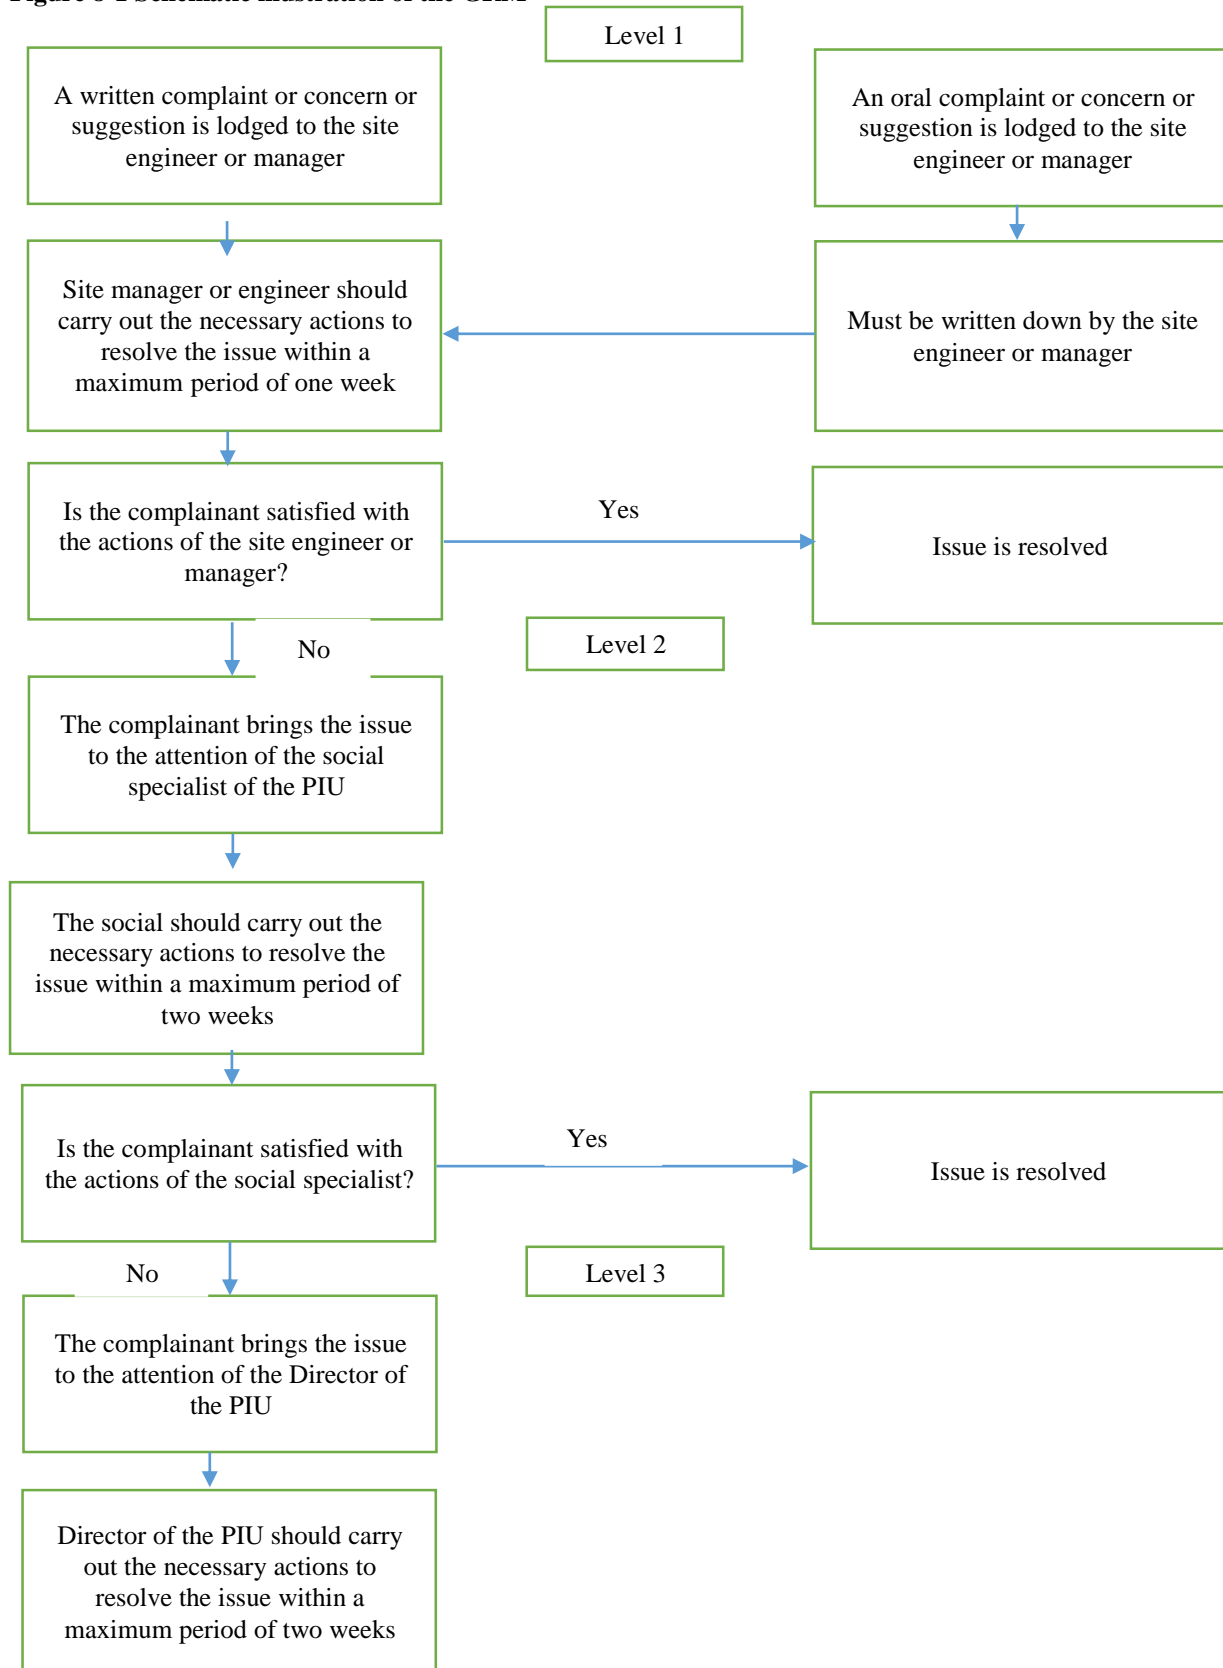 Level 1
A written complaint or concern or
suggestion is lodged to the site
engineer or manager
An oral complaint or concern or
suggestion is lodged to the site
engineer or manager
Site manager or engineer should
carry out the necessary actions to
resolve the issue within a
maximum period of one week
Must be written down by the site
engineer or manager
Is the complainant satisfied with
the actions of the site engineer or
manager?
Yes
Issue is resolved
No
Level 2
The complainant brings the issue
to the attention of the social
specialist of the PIU
The social should carry out the
necessary actions to resolve the
issue within a maximum period of
two weeks
Is the complainant satisfied with
the actions of the social specialist?
Yes
Issue is resolved
No
Level 3
The complainant brings the issue
to the attention of the Director of
the PIU
Director of the PIU should carry
out the necessary actions to
resolve the issue within a
maximum period of two weeks